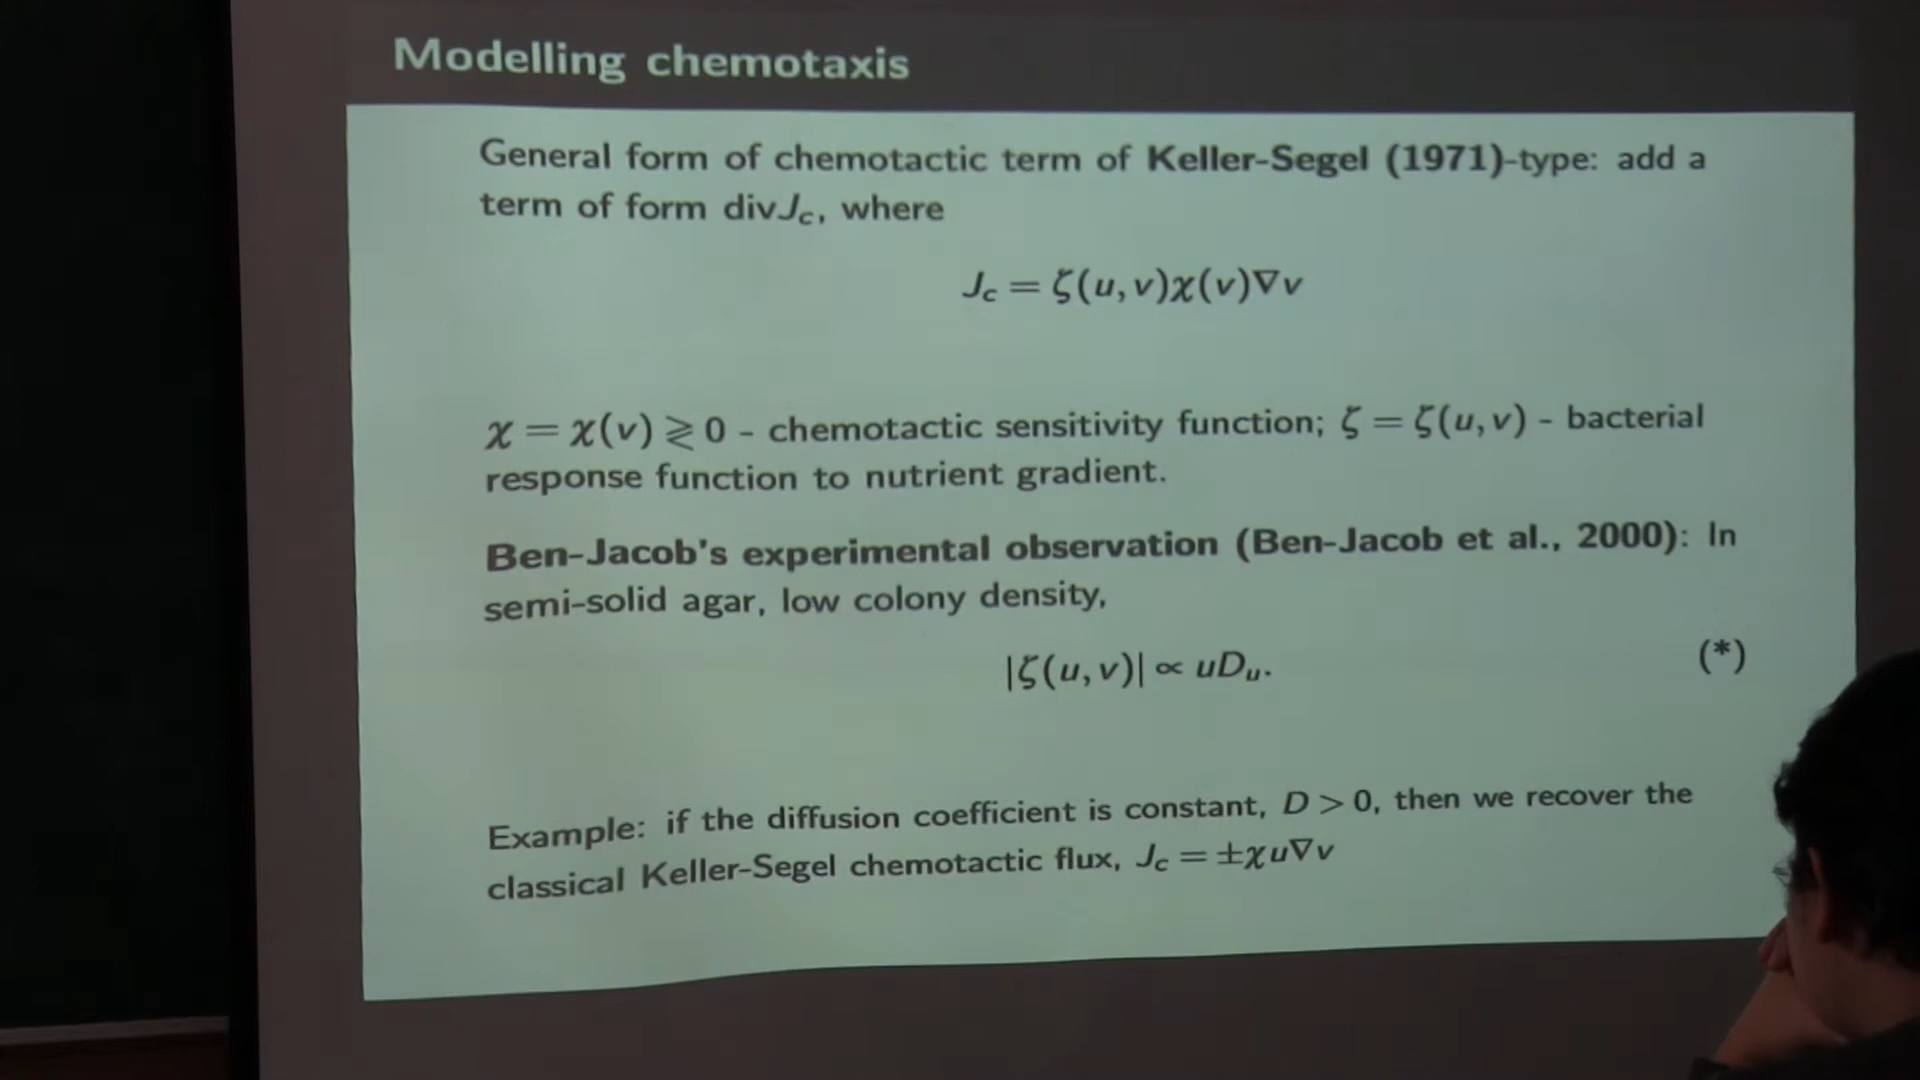 Modelling chemotaxis
General form of chemotactic term of Keller-Segel (1971)-type: add a
term of form divJ_c, where
J_c = ζ(u, v)χ(v)∇v
χ = χ(v) ≷ 0 - chemotactic sensitivity function; ζ = ζ(u, v) - bacterial
response function to nutrient gradient.
Ben-Jacob's experimental observation (Ben-Jacob et al., 2000): In
semi-solid agar, low colony density,
|ζ(u, v)| ∝ uD_u. (*)
Example: if the diffusion coefficient is constant, D > 0, then we recover the
classical Keller-Segel chemotactic flux, J_c = ±χu∇v